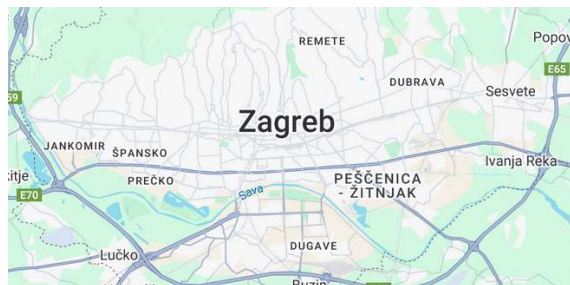 REMETE
Popov
E65
DUBRAVA
Sesvete
59
Zagreb
JANKOMIR
ŠPANSKO
Ivanja Reka
itje
PREČKO
PEŠČENICA
- ŽITNJAK
E70
Sava
DUGAVE
Lučko
Buzin